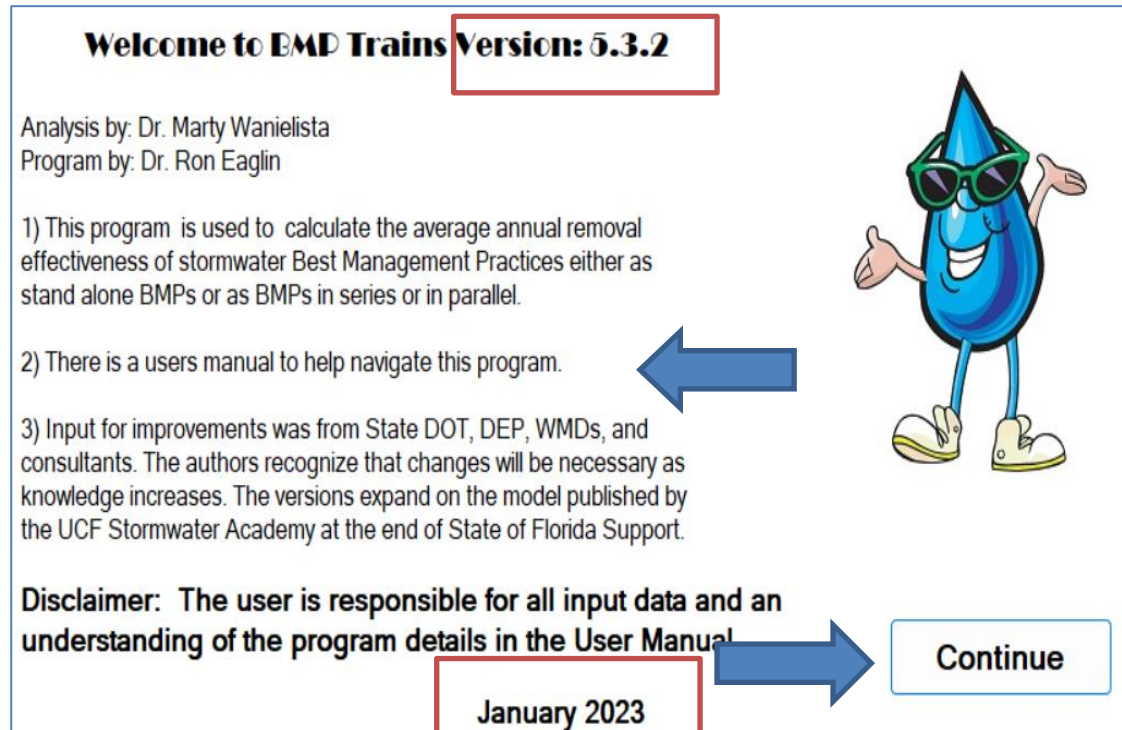 Welcome to BMP Trains Version: 5.3.2
Analysis by: Dr. Marty Wanielista
Program by: Dr. Ron Eaglin
1) This program is used to calculate the average annual removal
effectiveness of stormwater Best Management Practices either as
stand alone BMPs or as BMPs in series or in parallel.
2) There is a users manual to help navigate this program.
3) Input for improvements was from State DOT, DEP, WMDs, and
consultants. The authors recognize that changes will be necessary as
knowledge increases. The versions expand on the model published by
the UCF Stormwater Academy at the end of State of Florida Support.
Disclaimer: The user is responsible for all input data and an
understanding of the program details in the User Manual
Continue
January 2023